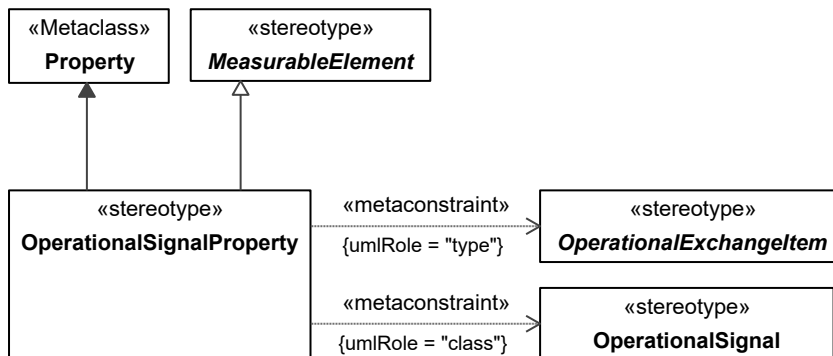 «Metaclass»
Property
«stereotype»
MeasurableElement
«stereotype»
OperationalSignalProperty
«metaconstraint»
{umlRole = "type"}
«stereotype»
OperationalExchangeItem
«metaconstraint»
{umlRole = "class"}
«stereotype»
OperationalSignal